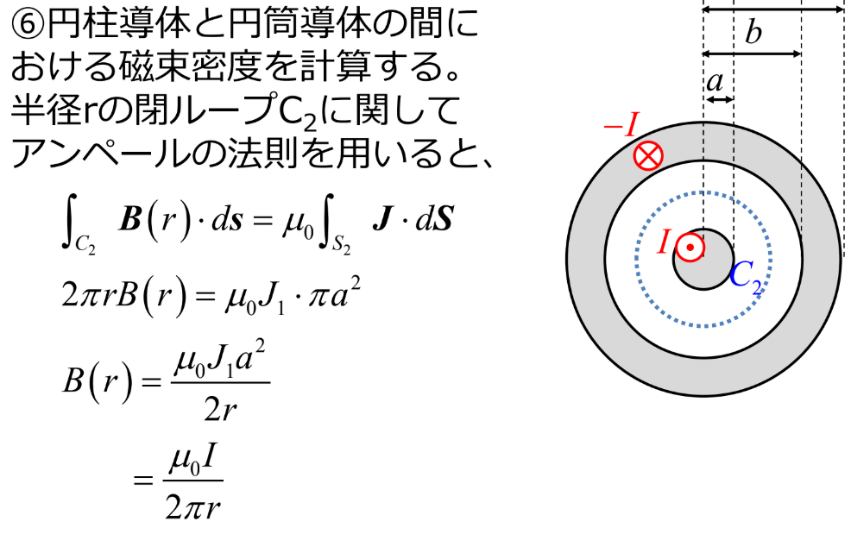 ⑥円柱導体と円筒導体の間に
おける磁束密度を計算する。
半径rの閉ループC₂に関して
アンペールの法則を用いると、
∫_{C₂} B(r)·ds = μ₀∫_{S₂} J·dS
2πrB(r) = μ₀J₁·πa²
B(r) = μ₀J₁a² / 2r
= μ₀I / 2πr
b
a
−I
I
C₂